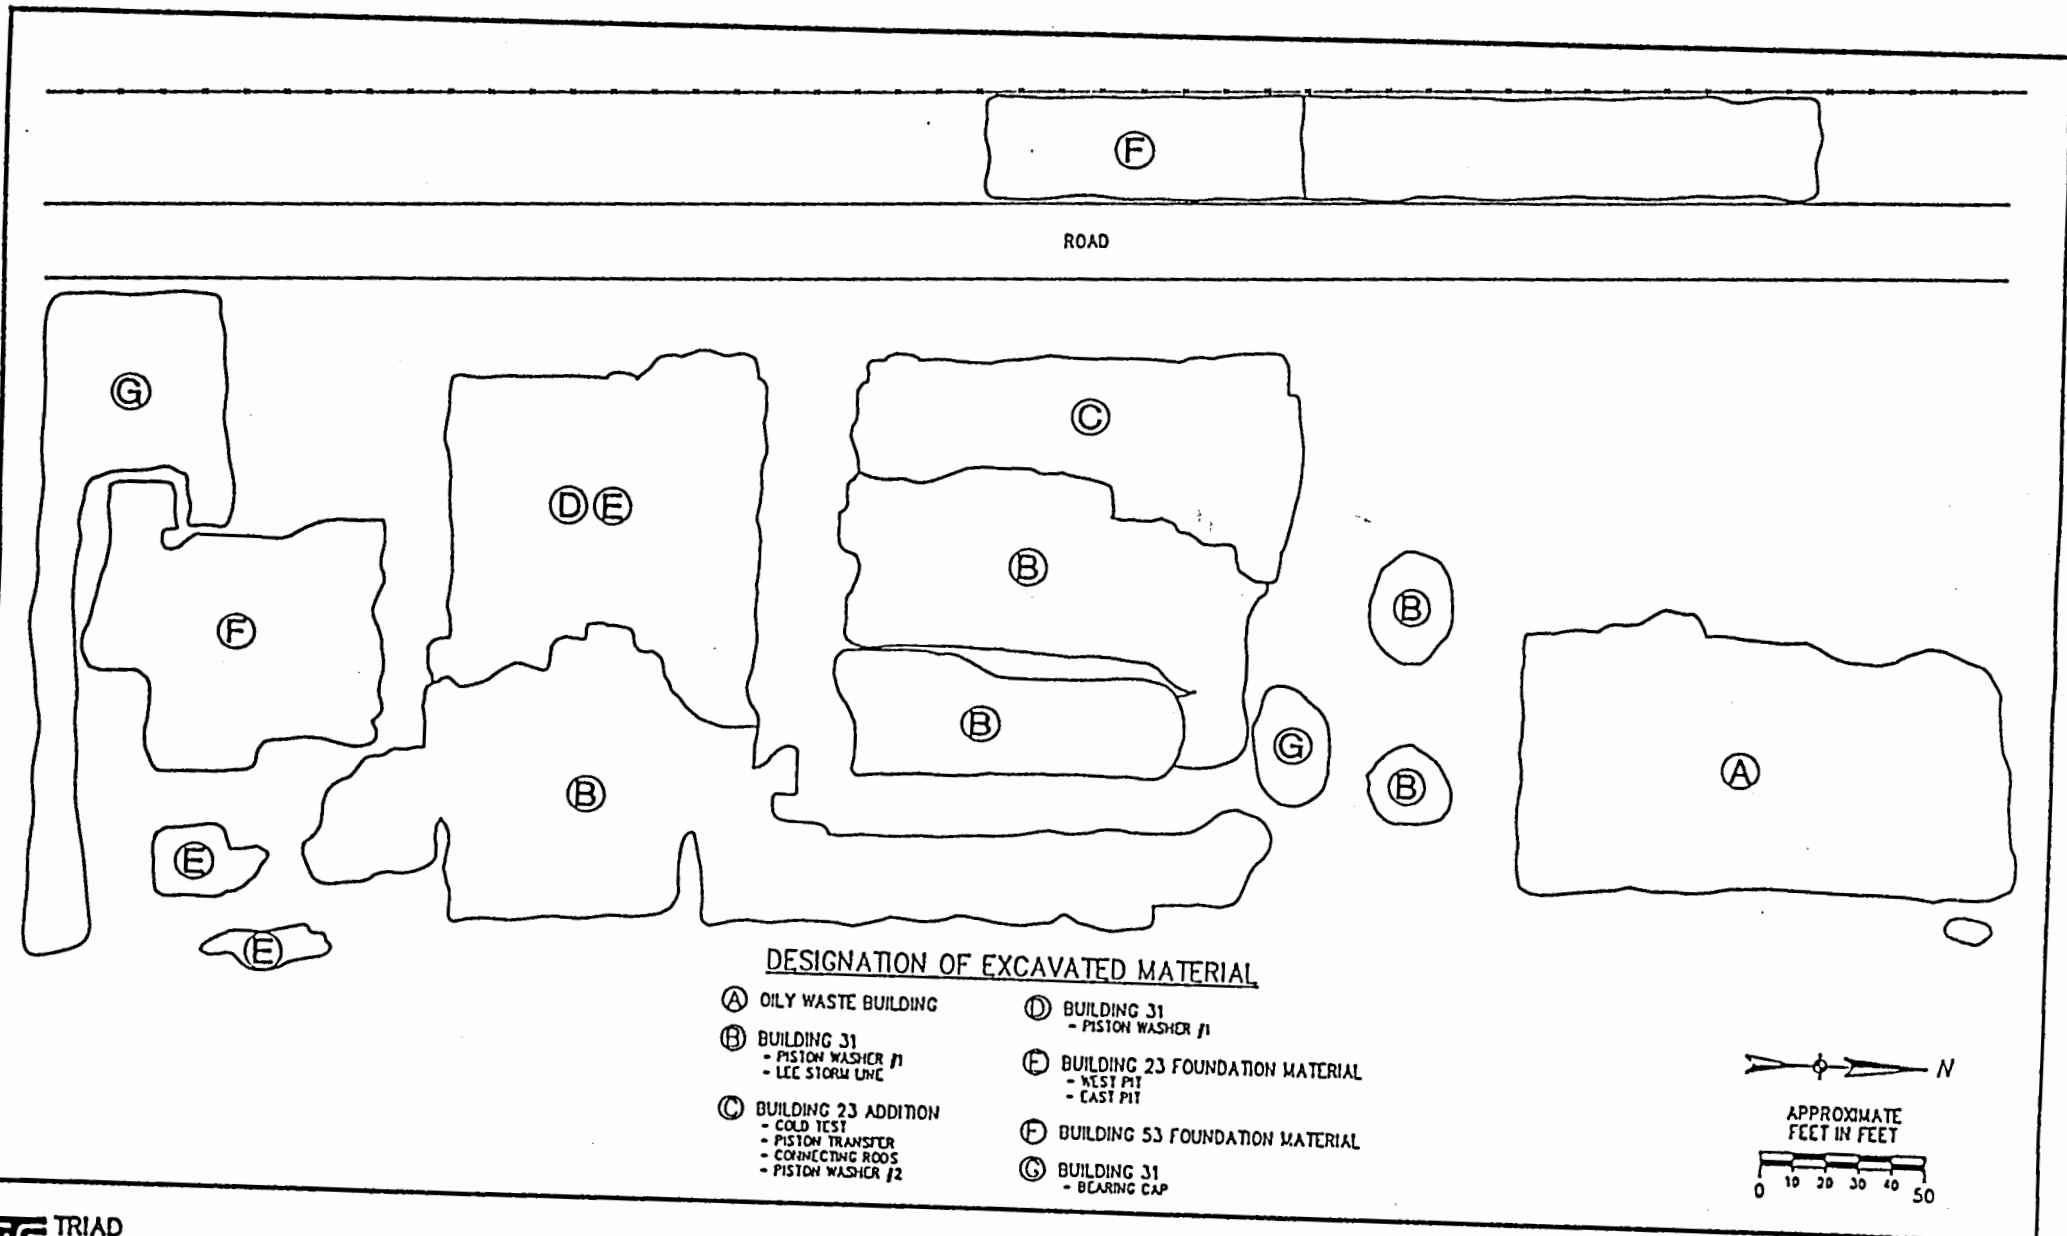 F
ROAD
G
C
D E
B
B
F
B
G
A
B
B
E
E
DESIGNATION OF EXCAVATED MATERIAL
A OILY WASTE BUILDING
B BUILDING 31
- PISTON WASHER #1
- LEE STORM LINE
C BUILDING 23 ADDITION
- COLD TEST
- PISTON TRANSFER
- CONNECTING RODS
- PISTON WASHER #2
D BUILDING 31
- PISTON WASHER #1
E BUILDING 23 FOUNDATION MATERIAL
- WEST PIT
- EAST PIT
F BUILDING 53 FOUNDATION MATERIAL
G BUILDING 31
- BEARING CAP
N
APPROXIMATE
FEET IN FEET
0 10 20 30 40 50
TRIAD